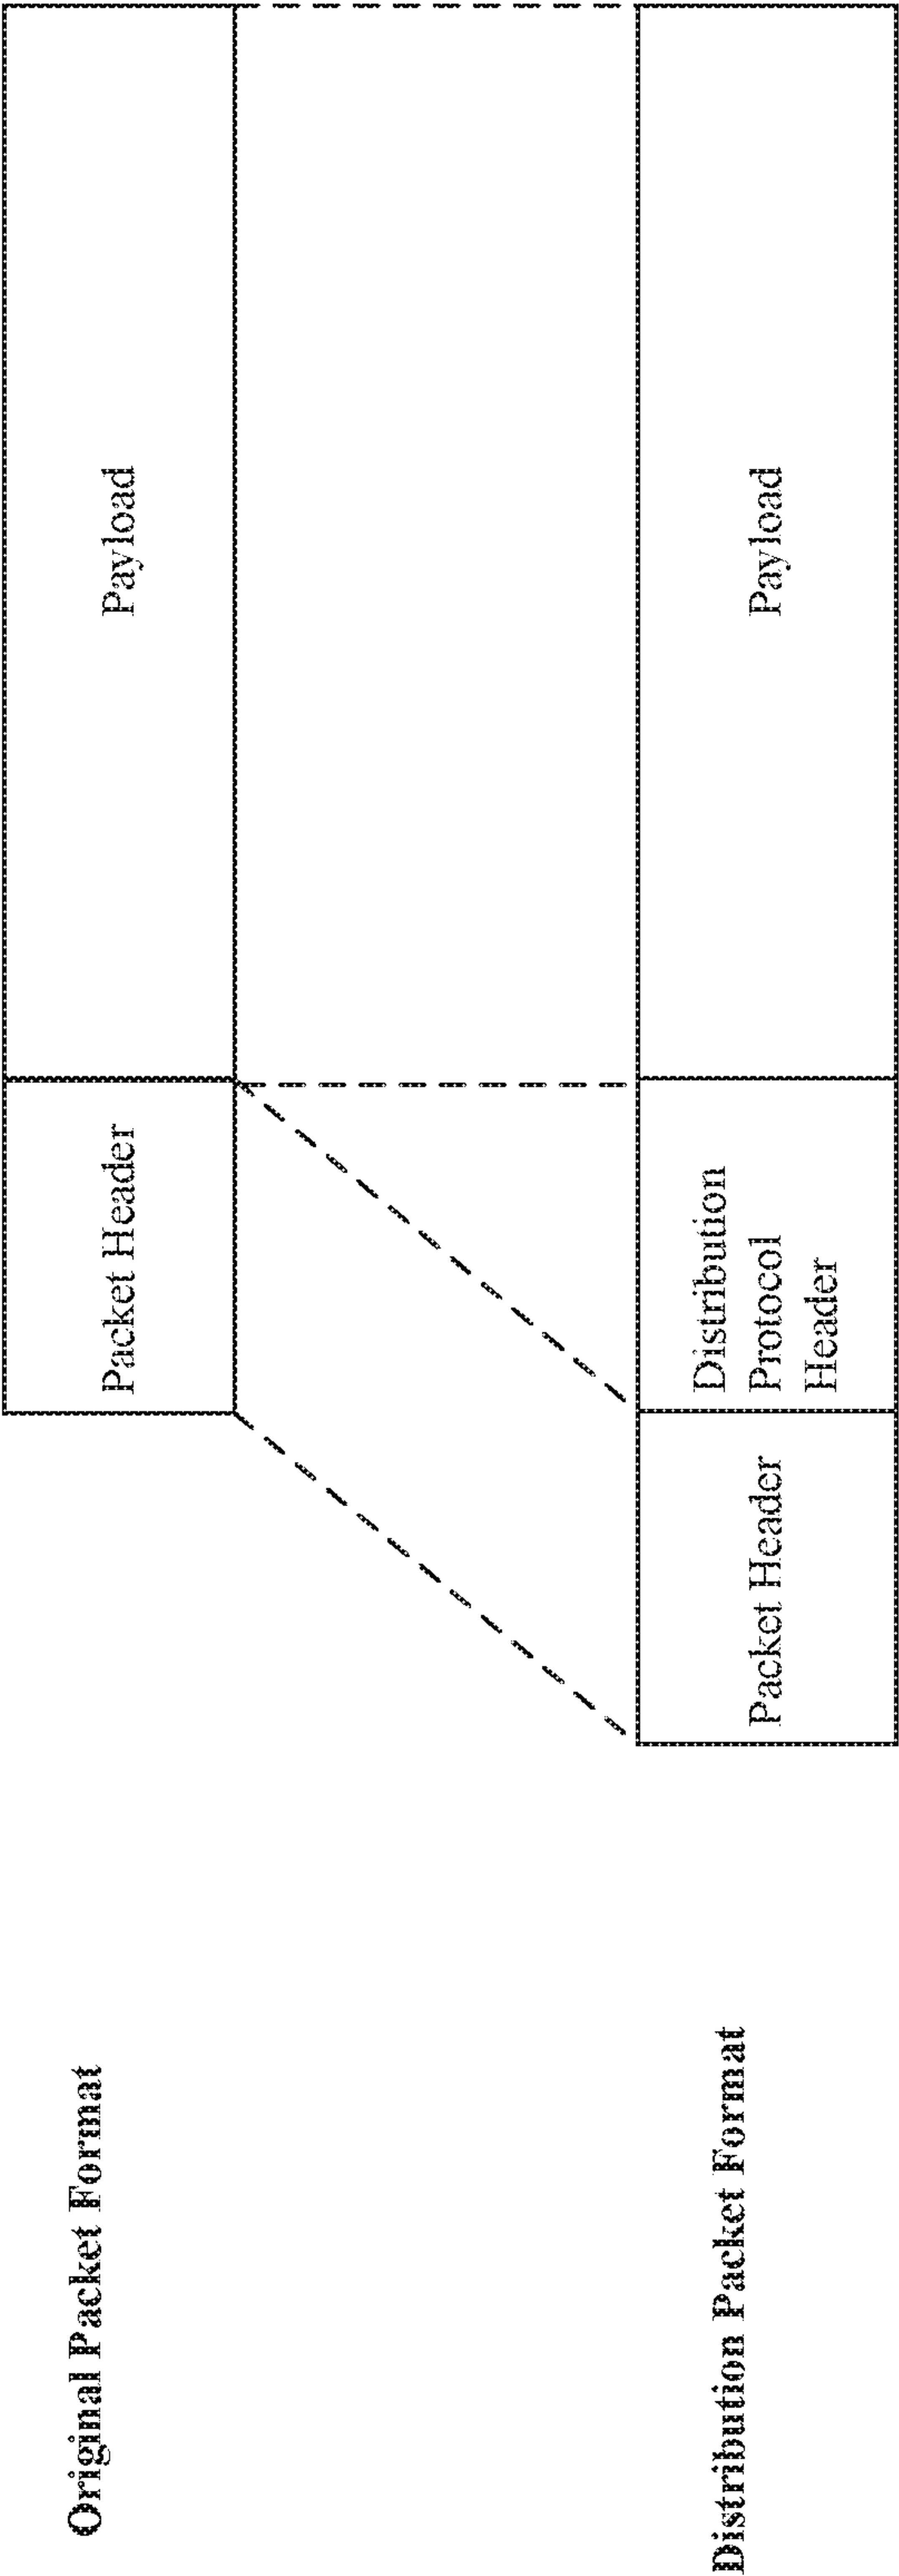 Original Packet Format
Packet Header
Payload
Distribution Packet Format
Packet Header
Distribution
Protocol
Header
Payload